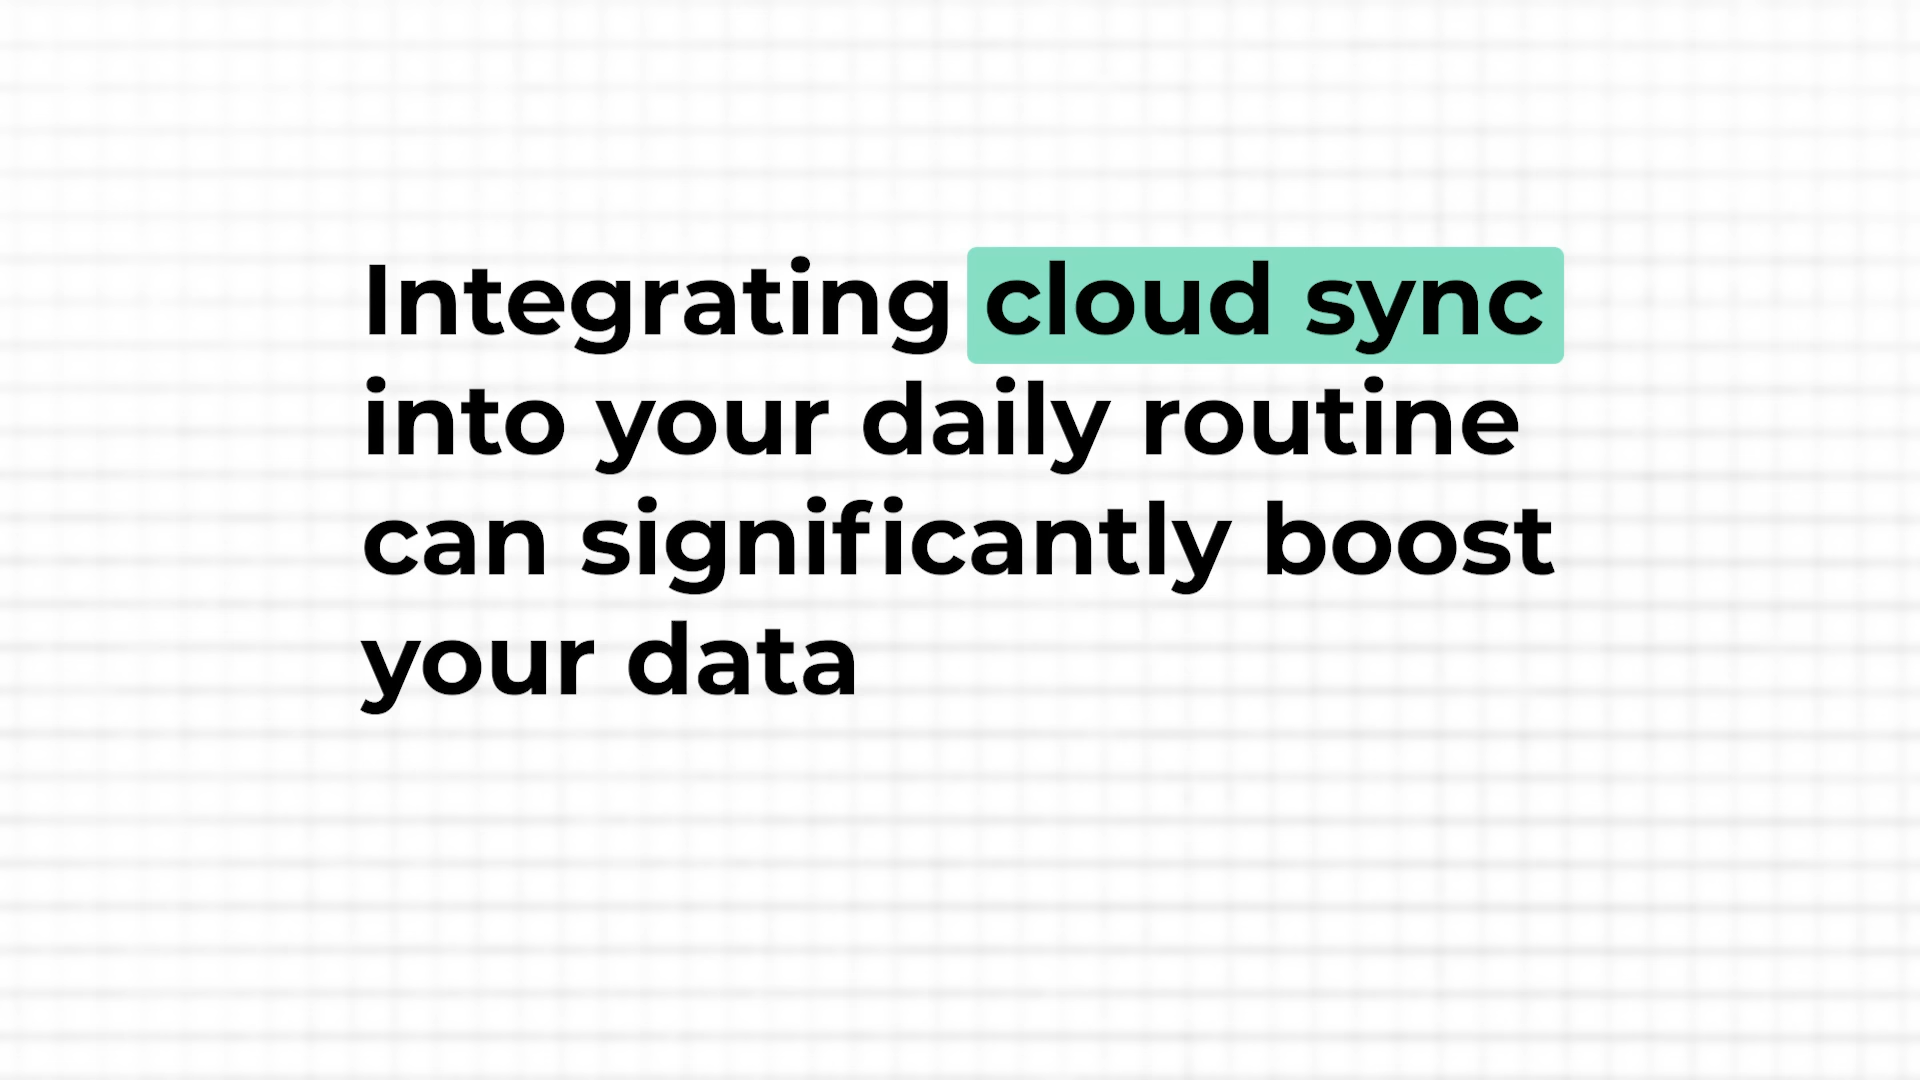 Integrating cloud sync
into your daily routine
can significantly boost
your data